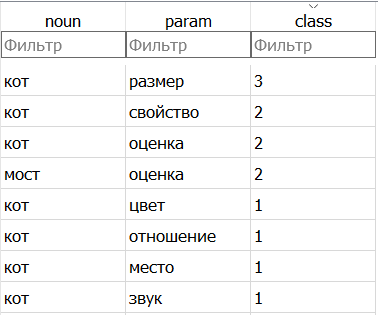 noun param class
Фильтр Фильтр Фильтр
кот размер 3
кот свойство 2
кот оценка 2
мост оценка 2
кот цвет 1
кот отношение 1
кот место 1
кот звук 1